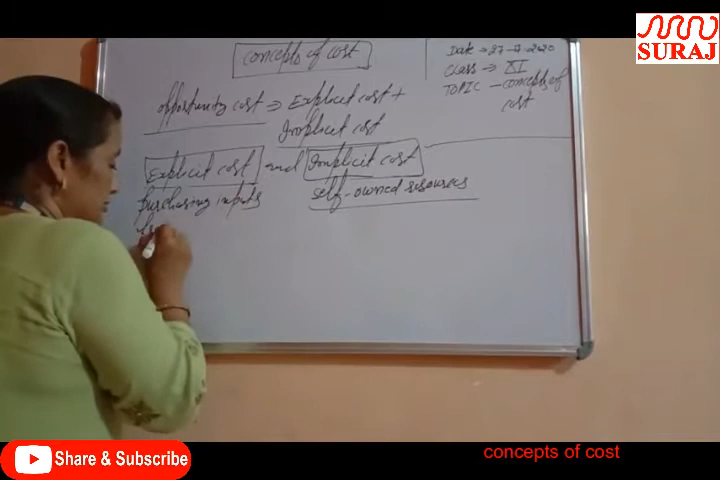 SURAJ
concepts of cost
Date → 27-7-2020
Class → XI
TOPIC - concepts of
cost
opportunity cost ⇒ Explicit cost +
Implicit cost
Explicit cost and Implicit cost
purchasing inputs
self-owned resources
Share & Subscribe
concepts of cost